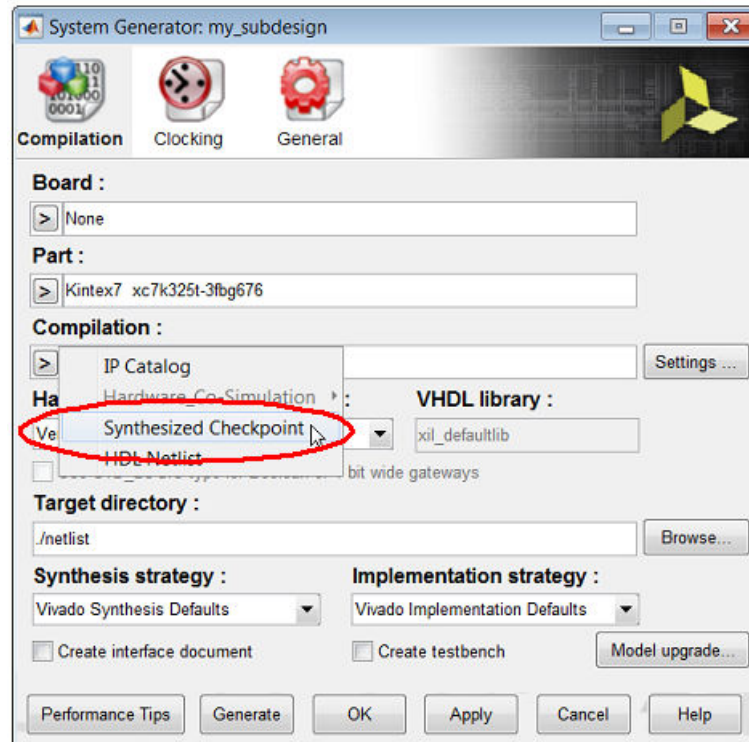 System Generator: my_subdesign
Compilation Clocking General
Board :
> None
Part :
> Kintex7 xc7k325t-3fbg676
Compilation :
> IP Catalog Settings ...
Hardware_Co-Simulation : VHDL library :
Synthesized Checkpoint xil_defaultlib
HDL Netlist
bit wide gateways
Target directory :
./netlist Browse...
Synthesis strategy : Implementation strategy :
Vivado Synthesis Defaults Vivado Implementation Defaults
Create interface document Create testbench Model upgrade...
Performance Tips Generate OK Apply Cancel Help